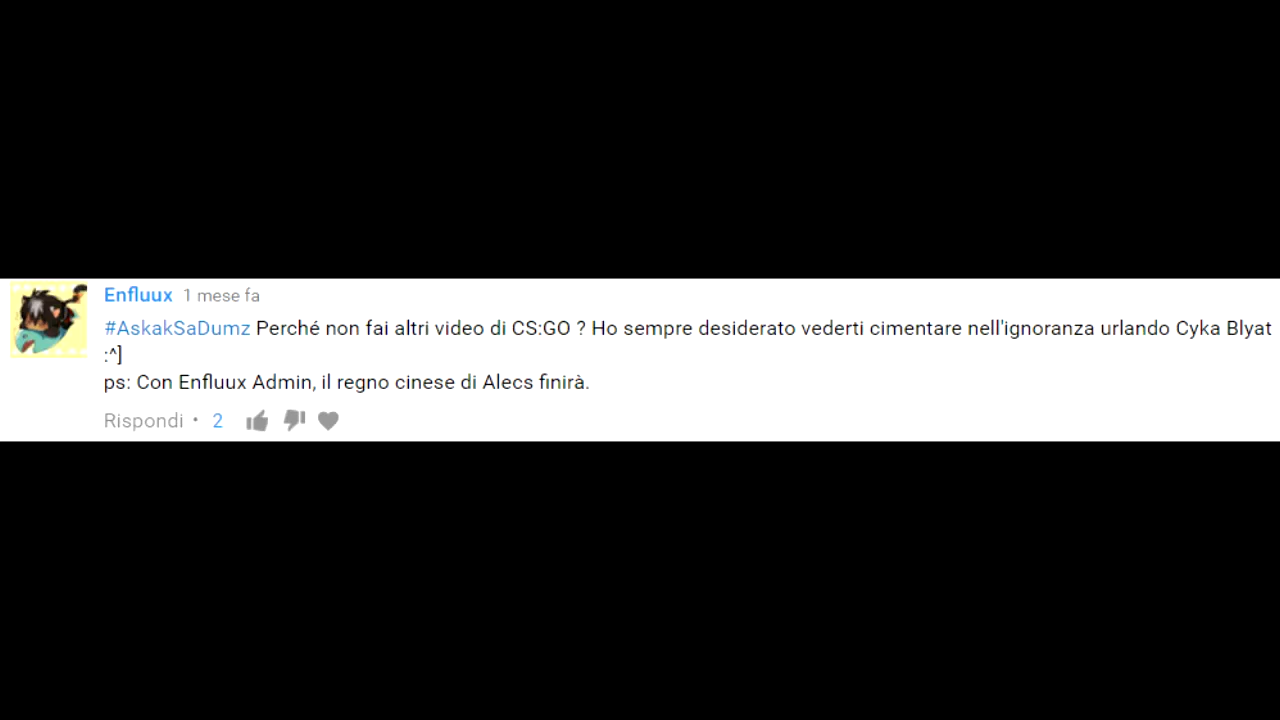 Enfluux 1 mese fa
#AskakSaDumz Perché non fai altri video di CS:GO ? Ho sempre desiderato vederti cimentare nell'ignoranza urlando Cyka Blyat
:^]
ps: Con Enfluux Admin, il regno cinese di Alecs finirà.
Rispondi • 2